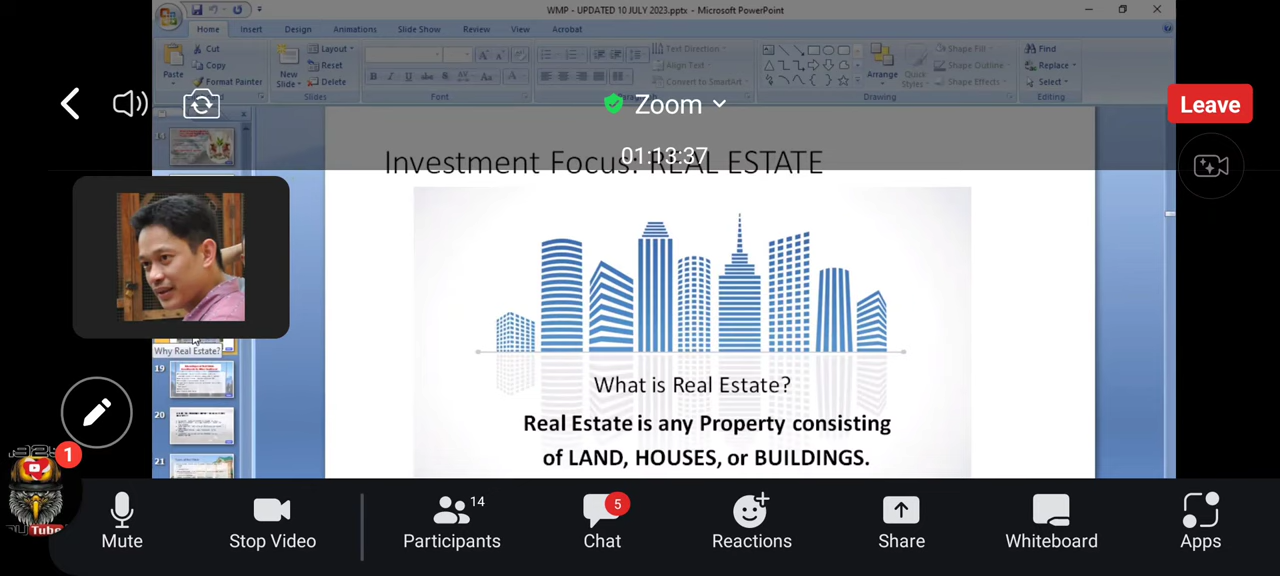 WMP - UPDATED 10 JULY 2023.pptx - Microsoft PowerPoint
Home Insert Design Animations Slide Show Review View Acrobat
Paste
Cut
Copy
Format Painter
New
Slide
Layout
Reset
Delete
Slides
Font
Text Direction
Align Text
Convert to SmartArt
Arrange
Quick
Styles
Shape Fill
Shape Outline
Shape Effects
Drawing
Find
Replace
Select
Editing
Zoom
01:13:37
Leave
Investment Focus: REAL ESTATE
What is Real Estate?
Real Estate is any Property consisting
of LAND, HOUSES, or BUILDINGS.
14
Why Real Estate?
19
20
21
1
Tube
Mute
Stop Video
Participants
14
Chat
5
Reactions
Share
Whiteboard
Apps